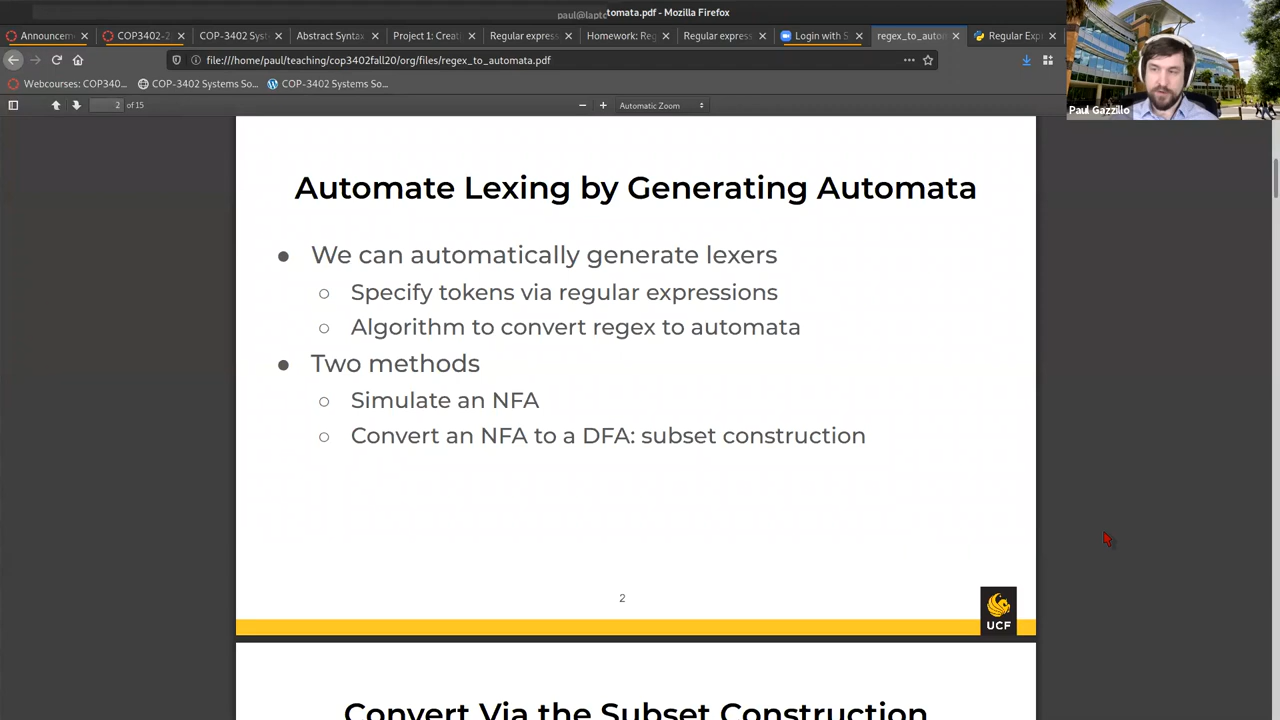 paul@laptc
tomata.pdf - Mozilla Firefox
Announcem
COP3402-2
COP-3402 Syst
Abstract Syntax
Project 1: Creat
Regular express
Homework: Reg
Regular express
Login with S
regex_to_autom
Regular Exp
file:///home/paul/teaching/cop3402fall20/org/files/regex_to_automata.pdf
Webcourses: COP340...
COP-3402 Systems So...
COP-3402 Systems So...
2 of 15
Automatic Zoom
Paul Gazzillo
Automate Lexing by Generating Automata
● We can automatically generate lexers
○ Specify tokens via regular expressions
○ Algorithm to convert regex to automata
● Two methods
○ Simulate an NFA
○ Convert an NFA to a DFA: subset construction
2
UCF
Convert Via the Subset Construction